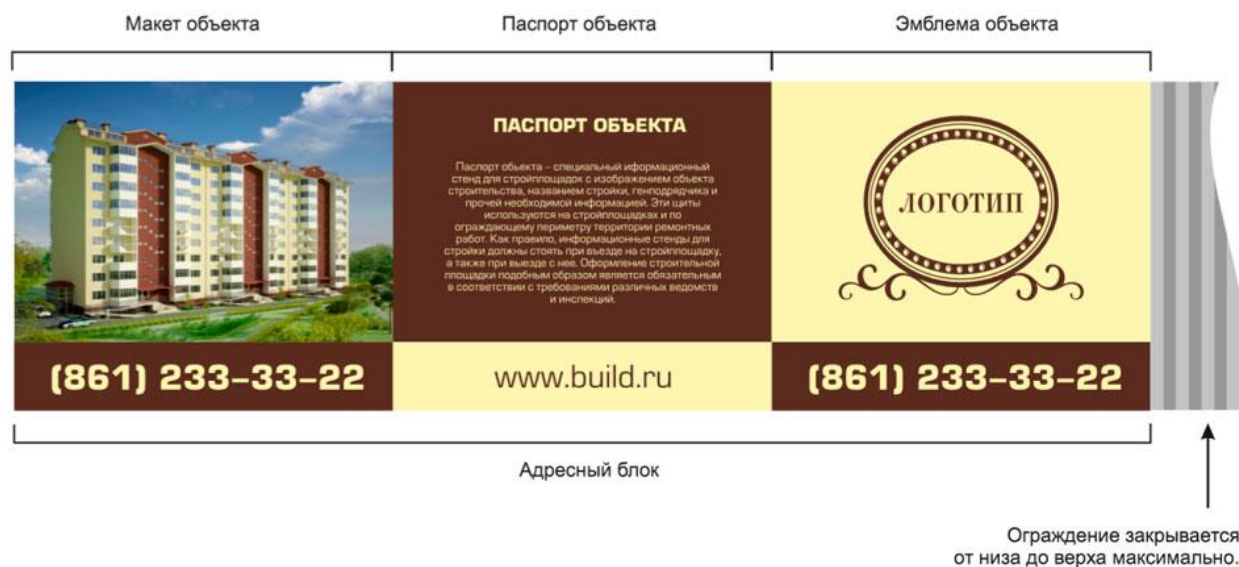 Макет объекта
Паспорт объекта
Эмблема объекта
ПАСПОРТ ОБЪЕКТА
Паспорт объекта – специальный иформационный
стенд для стройплощадок с изображением объекта
строительства, названием стройки, генподрядчика и
прочей необходимой информацией. Эти щиты
используются на стройплощадках и по
ограждающему периметру территории ремонтных
работ. Как правило, информационные стенды для
стройки должны стоять при въезде на стройплощадку,
а также при выезде с нее. Оформление строительной
площадки подобным образом является обязательным
в соответствии с требованиями различных ведомств
и инспекций.
ЛОГОТИП
(861) 233-33-22
www.build.ru
(861) 233-33-22
Адресный блок
Ограждение закрывается
от низа до верха максимально.